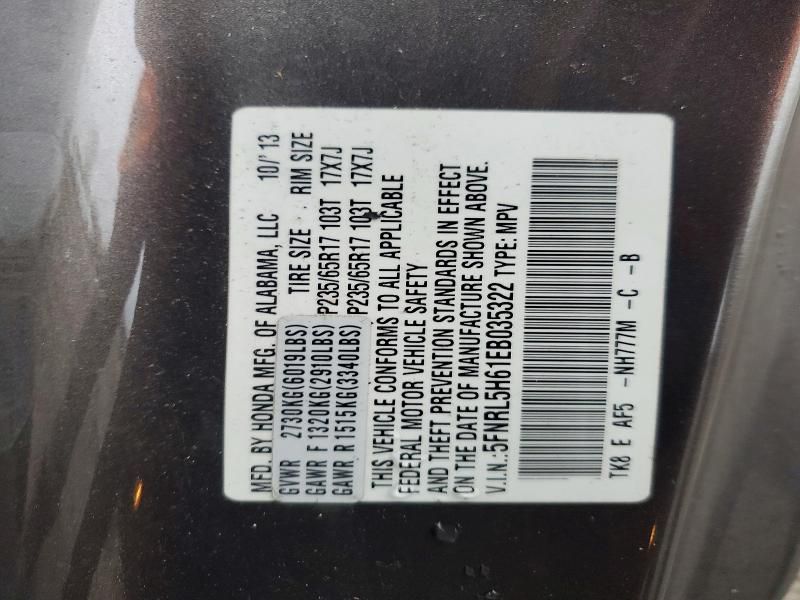 MFD. BY HONDA MFG. OF ALABAMA, LLC 10/'13
GVWR 2730KG(6019LBS) TIRE SIZE RIM SIZE
GAWR F 1320KG(2910LBS) P235/65R17 103T 17X7J
GAWR R 1515KG(3340LBS) P235/65R17 103T 17X7J
THIS VEHICLE CONFORMS TO ALL APPLICABLE
FEDERAL MOTOR VEHICLE SAFETY
AND THEFT PREVENTION STANDARDS IN EFFECT
ON THE DATE OF MANUFACTURE SHOWN ABOVE.
V.I.N.:5FNRL5H61EB035322 TYPE: MPV
TK8 E AF5 -NH777M -C -B